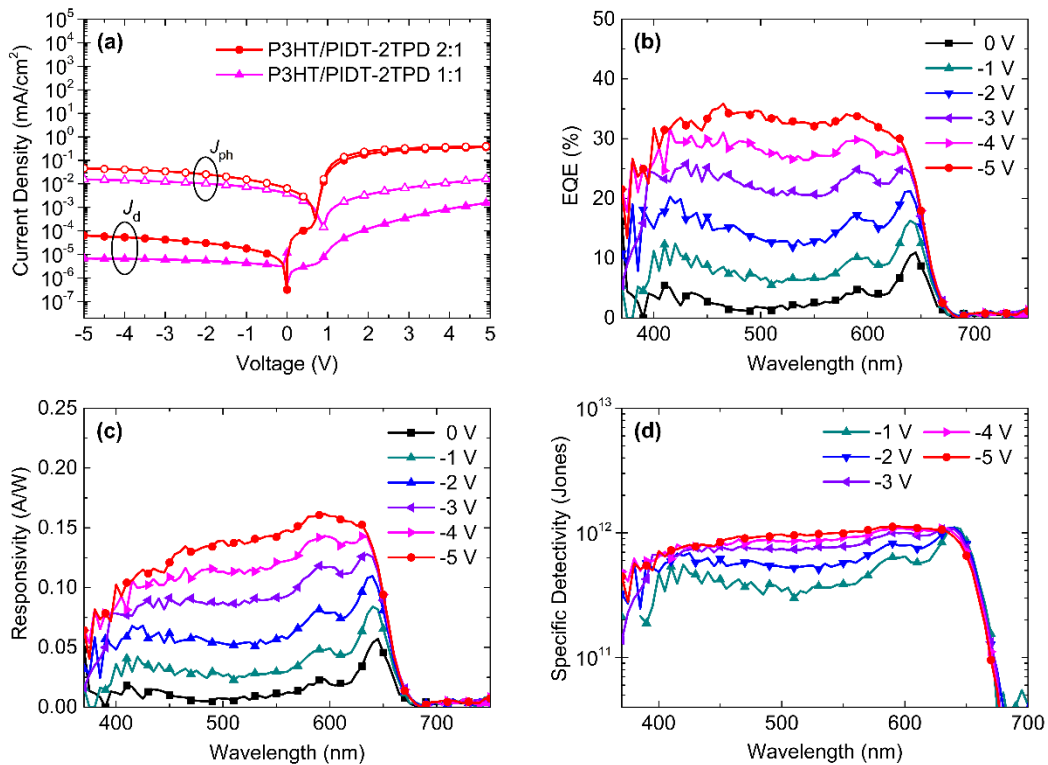 (a)
P3HT/PIDT-2TPD 2:1
P3HT/PIDT-2TPD 1:1
J_ph
J_d
10^5
10^4
10^3
10^2
10^1
10^0
10^-1
10^-2
10^-3
10^-4
10^-5
10^-6
10^-7
Current Density (mA/cm^2)
-5 -4 -3 -2 -1 0 1 2 3 4 5
Voltage (V)
(b)
0 V
-1 V
-2 V
-3 V
-4 V
-5 V
50
40
30
20
10
0
EQE (%)
400 500 600 700
Wavelength (nm)
(c)
0 V
-1 V
-2 V
-3 V
-4 V
-5 V
0.25
0.20
0.15
0.10
0.05
0.00
Responsivity (A/W)
400 500 600 700
Wavelength (nm)
(d)
-1 V -4 V
-2 V -5 V
-3 V
10^13
10^12
10^11
Specific Detectivity (Jones)
400 500 600 700
Wavelength (nm)